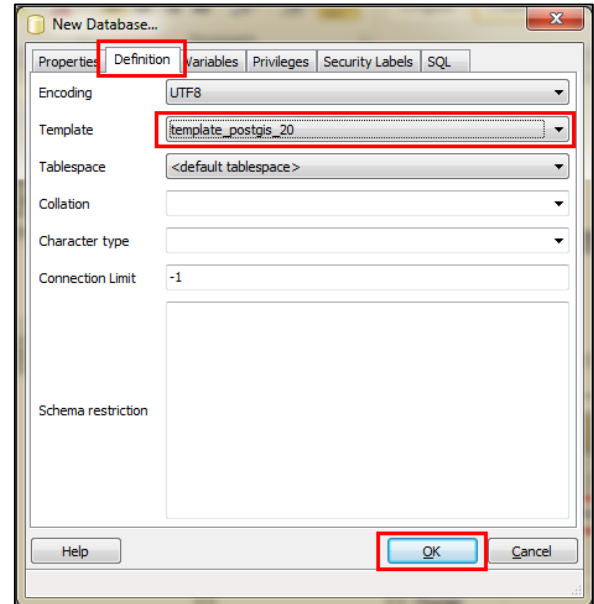 New Database...
x
Properties Definition Variables Privileges Security Labels SQL
Encoding UTF8
Template template_postgis_20
Tablespace <default tablespace>
Collation
Character type
Connection Limit -1
Schema restriction
Help OK Cancel